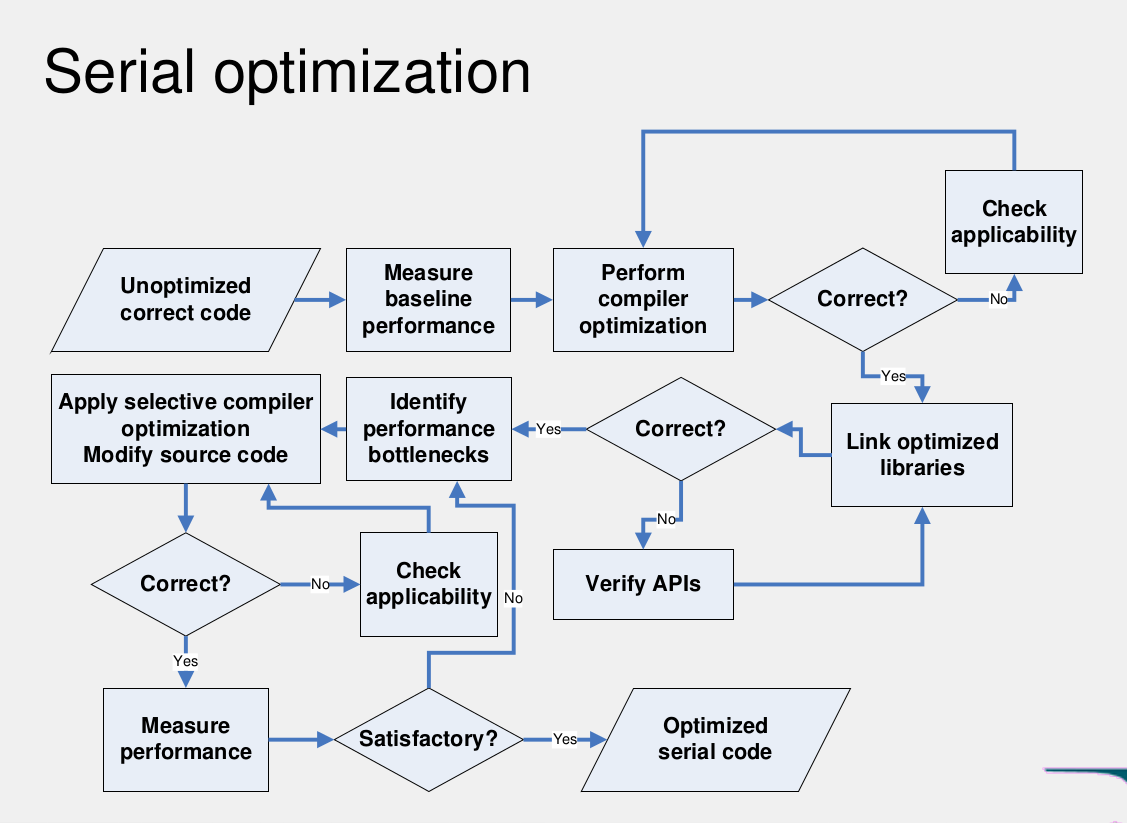 Serial optimization
Check
applicability
Unoptimized
correct code
Measure
baseline
performance
Perform
compiler
optimization
Correct?
No
Yes
Apply selective compiler
optimization
Modify source code
Identify
performance
bottlenecks
Yes
Correct?
Link optimized
libraries
No
Verify APIs
Correct?
No
Check
applicability
No
Yes
Measure
performance
Satisfactory?
Yes
Optimized
serial code